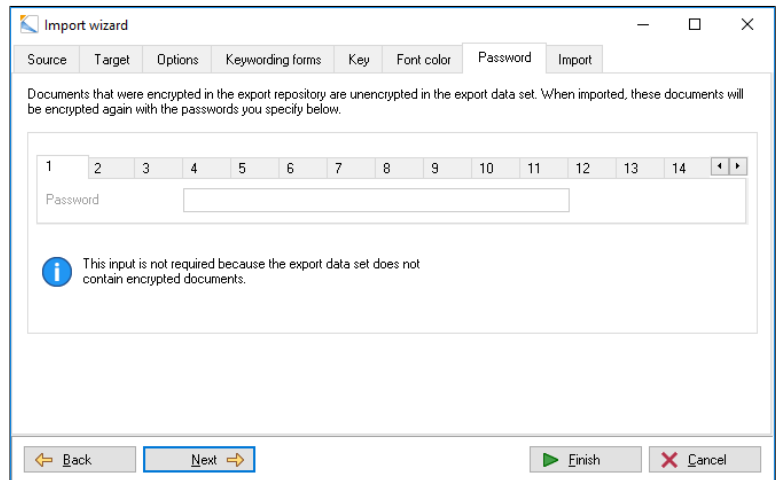 Import wizard
Source Target Options Keywording forms Key Font color Password Import
Documents that were encrypted in the export repository are unencrypted in the export data set. When imported, these documents will
be encrypted again with the passwords you specify below.
1 2 3 4 5 6 7 8 9 10 11 12 13 14
Password
This input is not required because the export data set does not
contain encrypted documents.
Back Next Finish Cancel